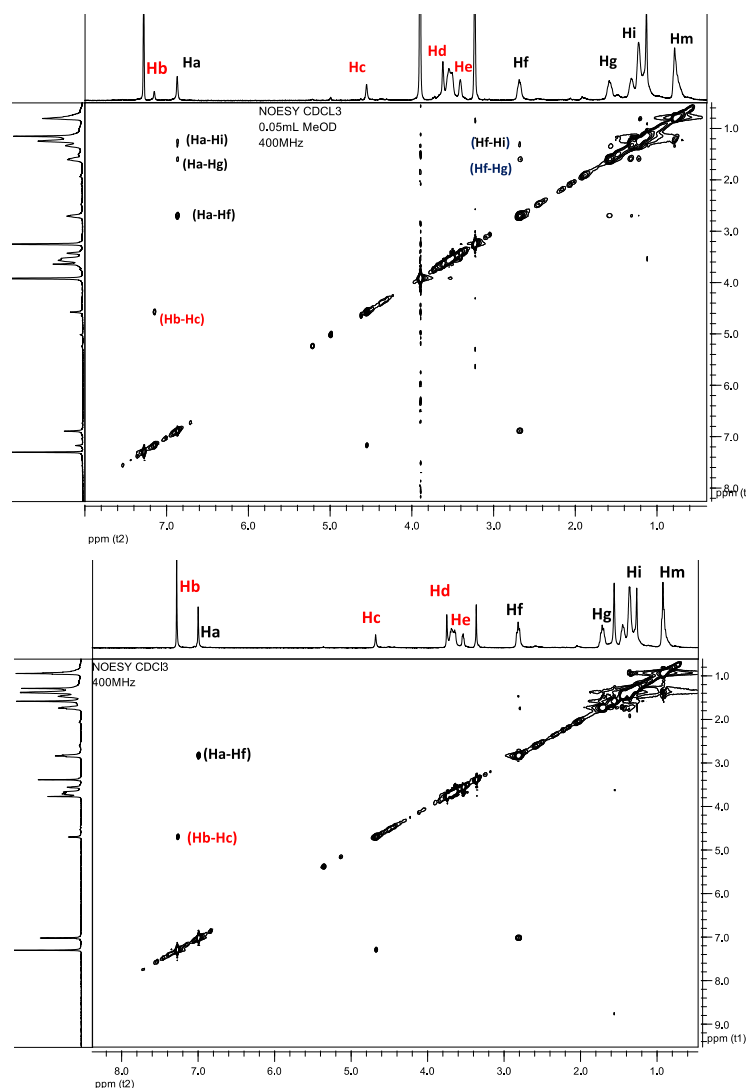 Hb Ha Hc Hd He Hf Hg Hi Hm
NOESY CDCL3
0.05mL MeOD
400MHz
(Ha-Hi) (Hf-Hi)
(Ha-Hg) (Hf-Hg)
(Ha-Hf)
(Hb-Hc)
1.0
2.0
3.0
4.0
5.0
6.0
7.0
8.0
ppm (t
7.0 6.0 5.0 4.0 3.0 2.0 1.0
ppm (t2)
Hb Ha Hc Hd He Hf Hg Hi Hm
NOESY CDCl3
400MHz
(Ha-Hf)
(Hb-Hc)
1.0
2.0
3.0
4.0
5.0
6.0
7.0
8.0
9.0
ppm (t1)
8.0 7.0 6.0 5.0 4.0 3.0 2.0 1.0
ppm (t2)